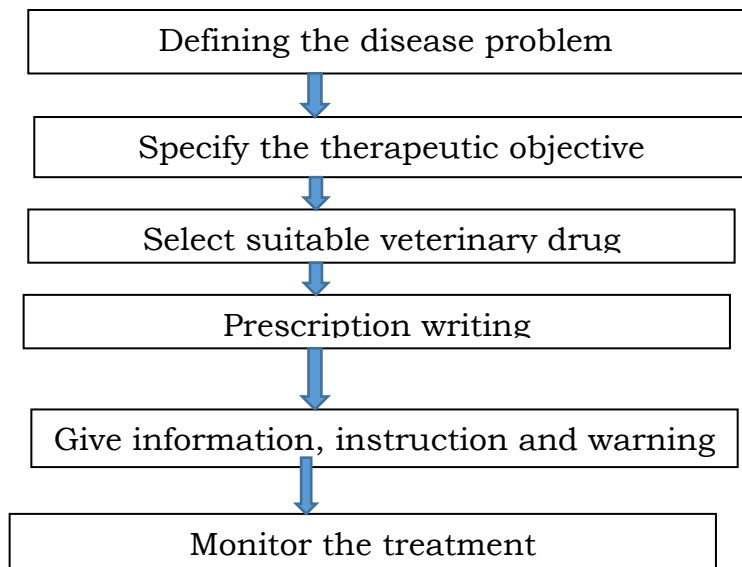 Defining the disease problem
Specify the therapeutic objective
Select suitable veterinary drug
Prescription writing
Give information, instruction and warning
Monitor the treatment